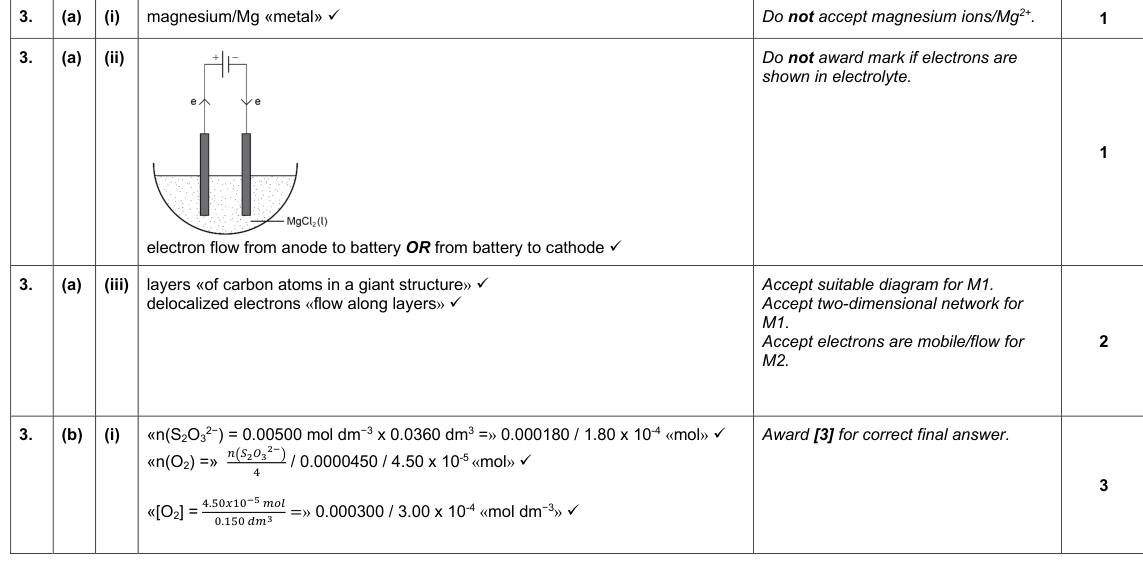 3. (a) (i) magnesium/Mg «metal» ✓ Do not accept magnesium ions/Mg²⁺. 1
3. (a) (ii) Do not award mark if electrons are
shown in electrolyte.
+ −
e e
1
MgCl₂(l)
electron flow from anode to battery OR from battery to cathode ✓
3. (a) (iii) layers «of carbon atoms in a giant structure» ✓ Accept suitable diagram for M1.
delocalized electrons «flow along layers» ✓ Accept two-dimensional network for
M1.
Accept electrons are mobile/flow for 2
M2.
3. (b) (i) «n(S₂O₃²⁻) = 0.00500 mol dm⁻³ x 0.0360 dm³ =» 0.000180 / 1.80 x 10⁻⁴ «mol» ✓ Award [3] for correct final answer.
«n(O₂) =» n(S₂O₃²⁻)/4 / 0.0000450 / 4.50 x 10⁻⁵ «mol» ✓
3
«[O₂] = 4.50x10⁻⁵ mol/0.150 dm³ =» 0.000300 / 3.00 x 10⁻⁴ «mol dm⁻³» ✓